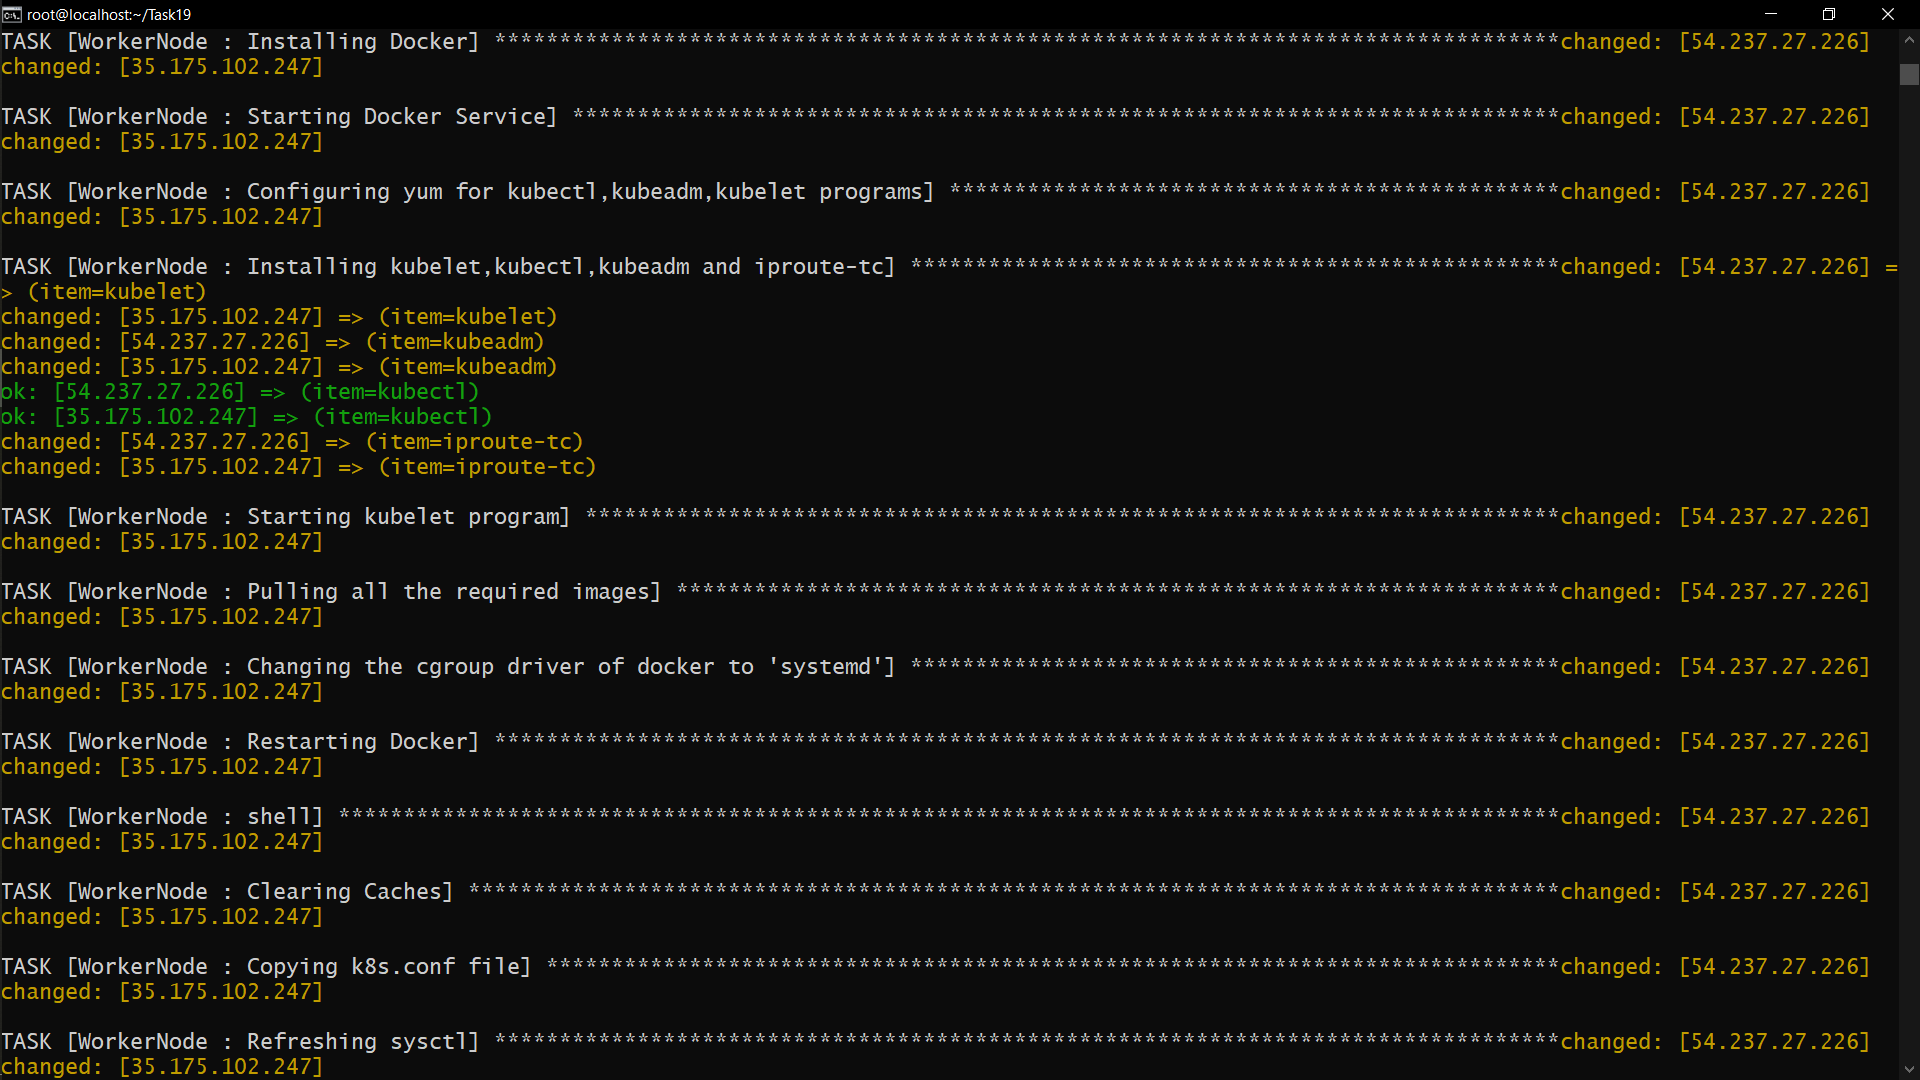 root@localhost:~/Task19
TASK [WorkerNode : Installing Docker] **********************************************************************************changed: [54.237.27.226]
changed: [35.175.102.247]
TASK [WorkerNode : Starting Docker Service] ****************************************************************************changed: [54.237.27.226]
changed: [35.175.102.247]
TASK [WorkerNode : Configuring yum for kubectl,kubeadm,kubelet programs] ***********************************************changed: [54.237.27.226]
changed: [35.175.102.247]
TASK [WorkerNode : Installing kubelet,kubectl,kubeadm and iproute-tc] **************************************************changed: [54.237.27.226] =
> (item=kubelet)
changed: [35.175.102.247] => (item=kubelet)
changed: [54.237.27.226] => (item=kubeadm)
changed: [35.175.102.247] => (item=kubeadm)
ok: [54.237.27.226] => (item=kubectl)
ok: [35.175.102.247] => (item=kubectl)
changed: [54.237.27.226] => (item=iproute-tc)
changed: [35.175.102.247] => (item=iproute-tc)
TASK [WorkerNode : Starting kubelet program] ***************************************************************************changed: [54.237.27.226]
changed: [35.175.102.247]
TASK [WorkerNode : Pulling all the required images] ********************************************************************changed: [54.237.27.226]
changed: [35.175.102.247]
TASK [WorkerNode : Changing the cgroup driver of docker to 'systemd'] **************************************************changed: [54.237.27.226]
changed: [35.175.102.247]
TASK [WorkerNode : Restarting Docker] **********************************************************************************changed: [54.237.27.226]
changed: [35.175.102.247]
TASK [WorkerNode : shell] **********************************************************************************************changed: [54.237.27.226]
changed: [35.175.102.247]
TASK [WorkerNode : Clearing Caches] ************************************************************************************changed: [54.237.27.226]
changed: [35.175.102.247]
TASK [WorkerNode : Copying k8s.conf file] ******************************************************************************changed: [54.237.27.226]
changed: [35.175.102.247]
TASK [WorkerNode : Refreshing sysctl] **********************************************************************************changed: [54.237.27.226]
changed: [35.175.102.247]